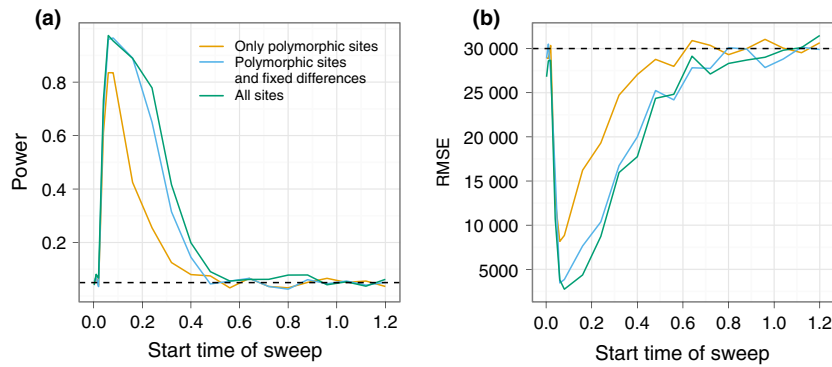 (a)
Only polymorphic sites
Polymorphic sites
and fixed differences
All sites
Power
0.8
0.6
0.4
0.2
0.0 0.2 0.4 0.6 0.8 1.0 1.2
Start time of sweep
(b)
RMSE
30 000
25 000
20 000
15 000
10 000
5000
0.0 0.2 0.4 0.6 0.8 1.0 1.2
Start time of sweep